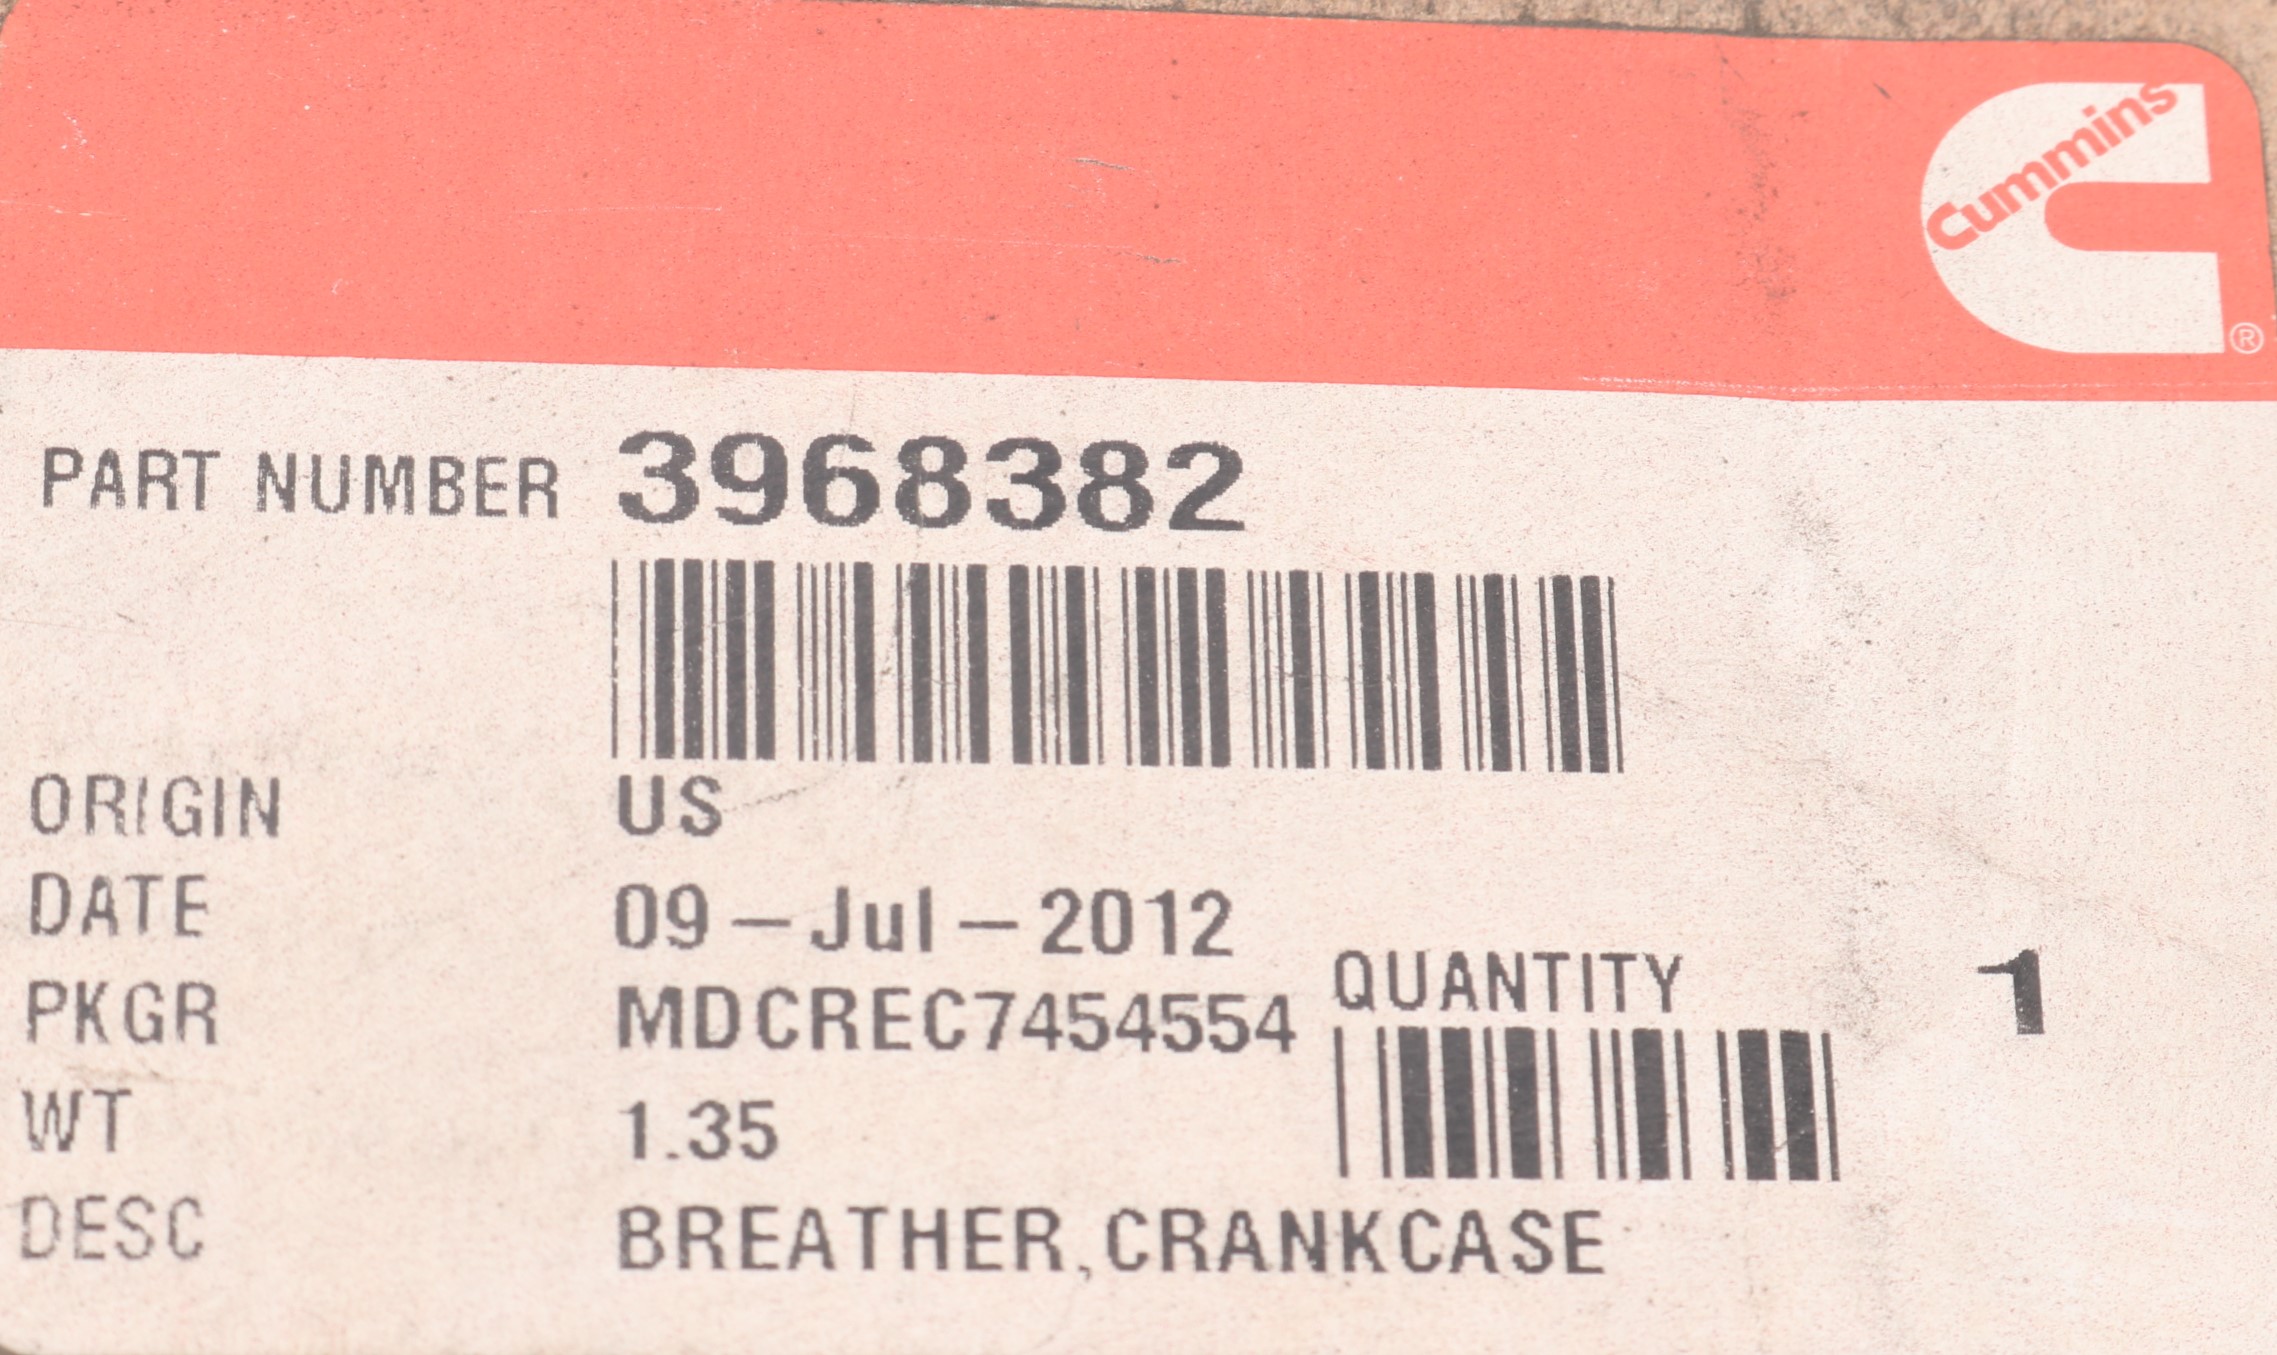 Cummins
®
PART NUMBER 3968382
ORIGIN US
DATE 09-Jul-2012
QUANTITY 1
PKGR MDCREC7454554
WT 1.35
DESC BREATHER,CRANKCASE